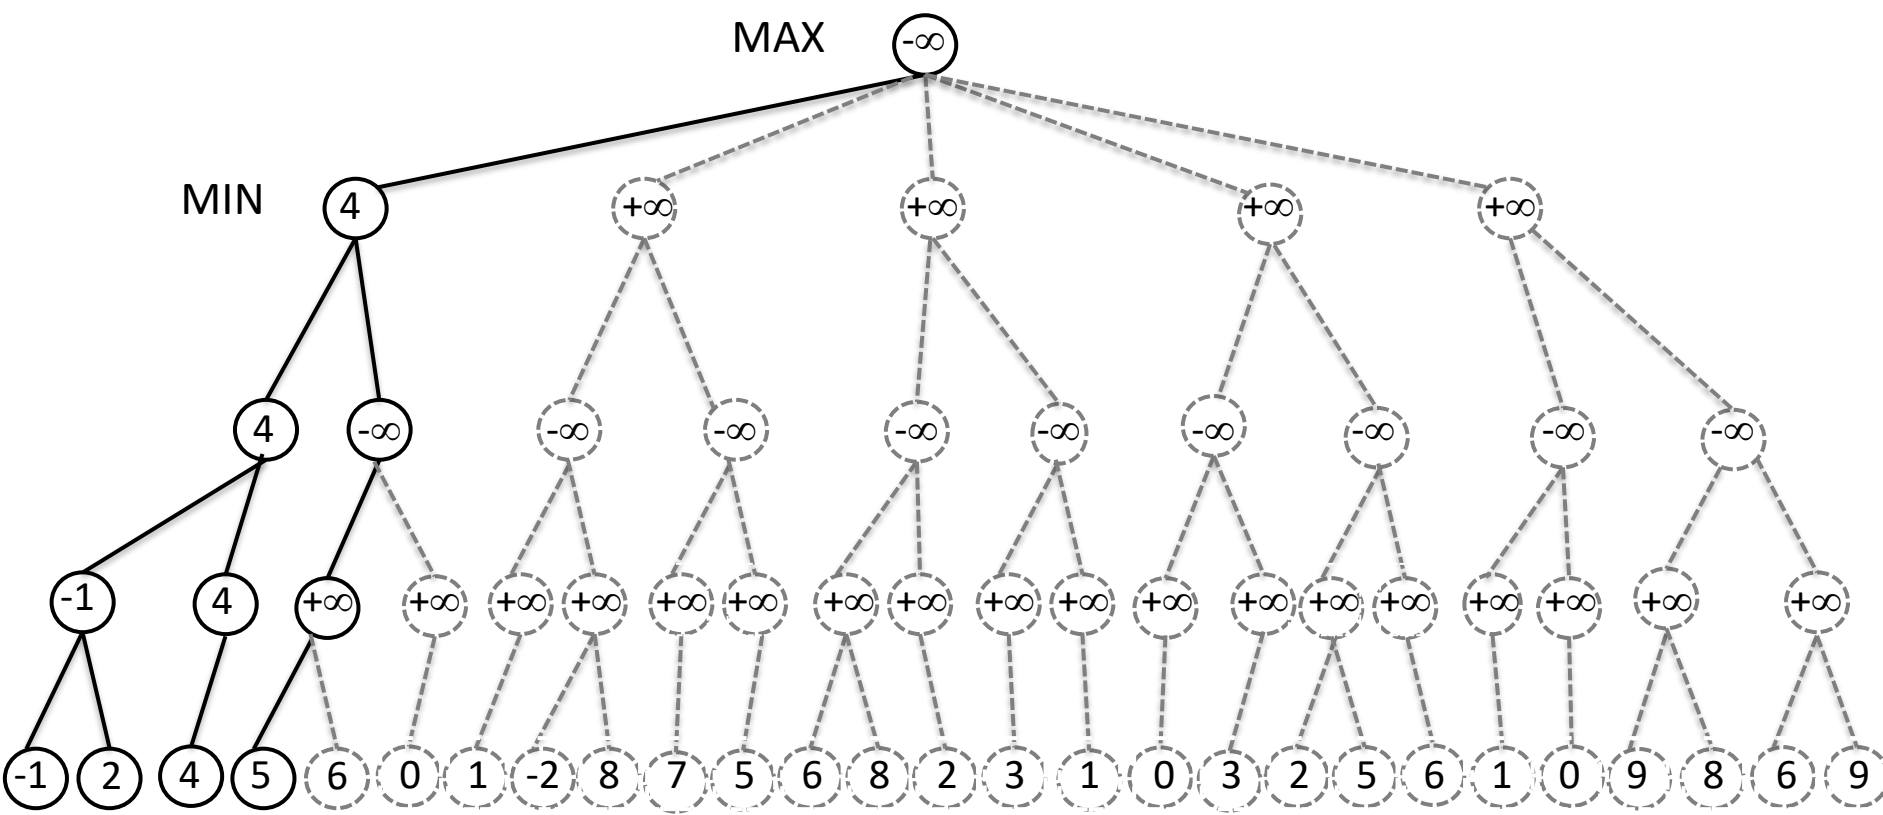 MAX -∞
MIN 4 +∞ +∞ +∞ +∞
4 -∞ -∞ -∞ -∞ -∞ -∞ -∞ -∞ -∞
-1 4 +∞ +∞ +∞ +∞ +∞ +∞ +∞ +∞ +∞ +∞ +∞ +∞ +∞ +∞ +∞ +∞ +∞ +∞
-1 2 4 5 6 0 1 -2 8 7 5 6 8 2 3 1 0 3 2 5 6 1 0 9 8 6 9